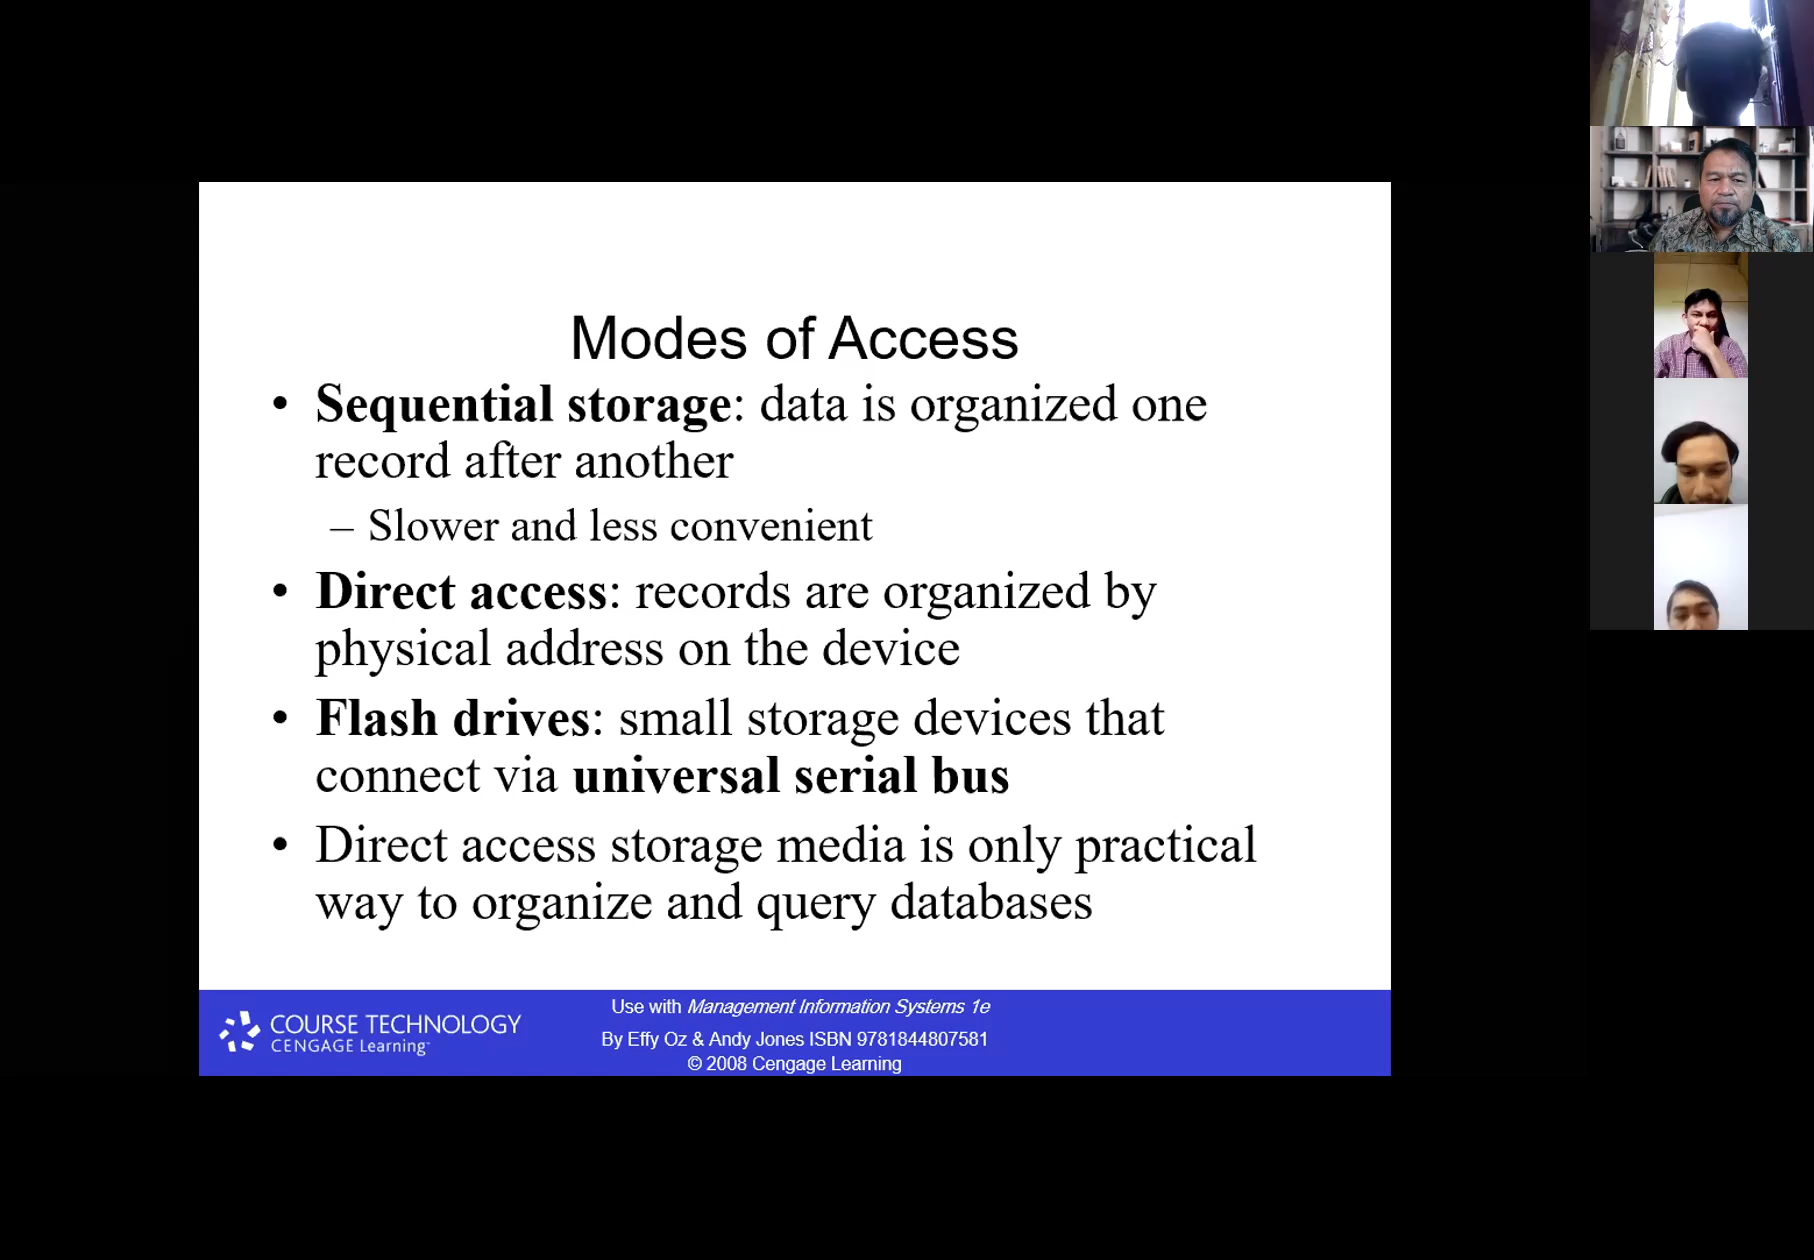 Modes of Access
• Sequential storage: data is organized one
record after another
– Slower and less convenient
• Direct access: records are organized by
physical address on the device
• Flash drives: small storage devices that
connect via universal serial bus
• Direct access storage media is only practical
way to organize and query databases
COURSE TECHNOLOGY
CENGAGE Learning™
Use with Management Information Systems 1e
By Effy Oz & Andy Jones ISBN 9781844807581
© 2008 Cengage Learning